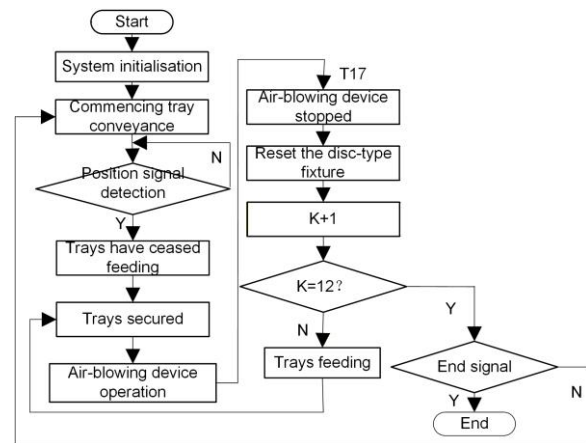 Start
System initialisation
Commencing tray
conveyance
N
Position signal
detection
Y
Trays have ceased
feeding
Trays secured
Air-blowing device
operation
T17
Air-blowing device
stopped
Reset the disc-type
fixture
K+1
K=12?
Y
N
Trays feeding
End signal
N
Y
End